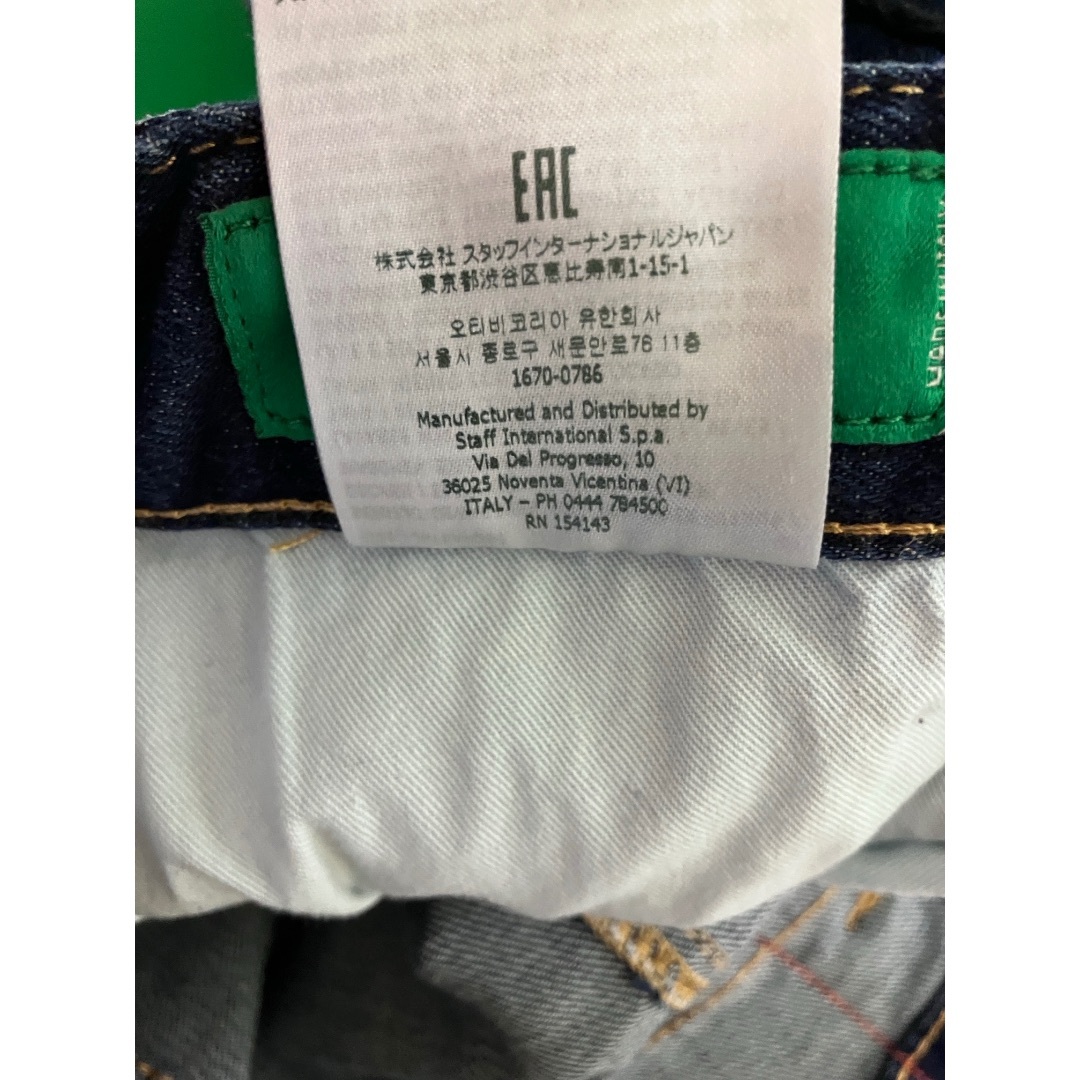 EAC
株式会社 スタッフインターナショナルジャパン
東京都渋谷区恵比寿南1-15-1
오티비코리아 유한회사
서울시 종로구 새문안로76 11층
1670-0786
Manufactured and Distributed by
Staff International S.p.a.
Via Del Progresso, 10
36025 Noventa Vicentina (VI)
ITALY - PH 0444 784500
RN 154143